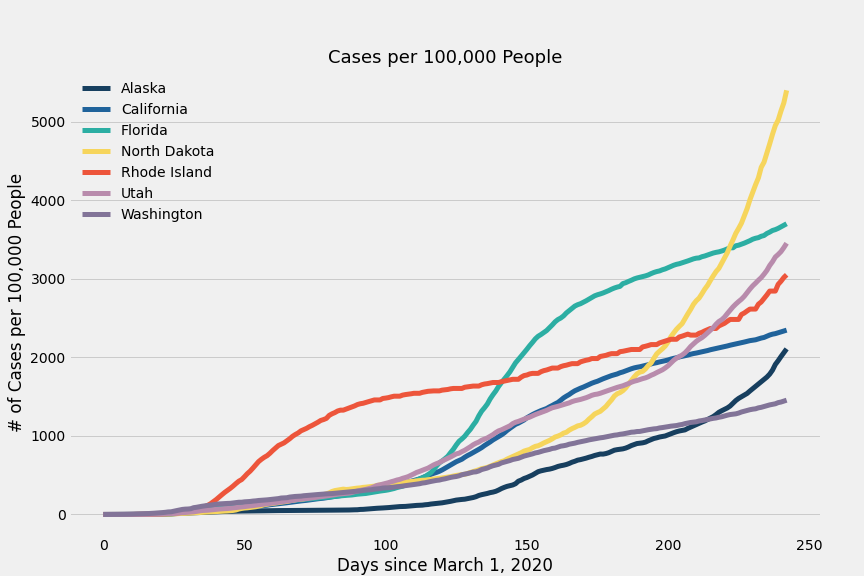 Cases per 100,000 People
Alaska
California
Florida
North Dakota
Rhode Island
Utah
Washington
# of Cases per 100,000 People
5000
4000
3000
2000
1000
0
0 50 100 150 200 250
Days since March 1, 2020